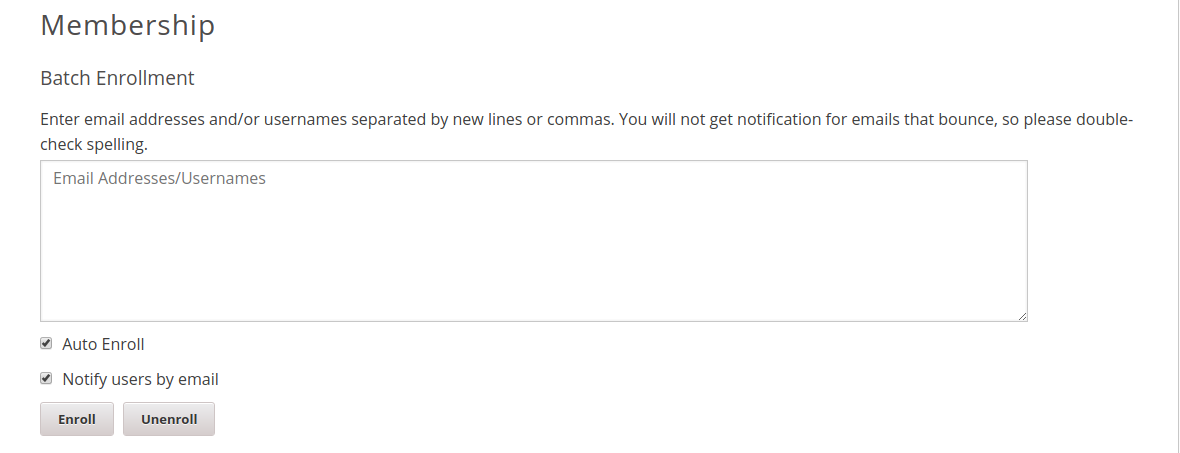 Membership
Batch Enrollment
Enter email addresses and/or usernames separated by new lines or commas. You will not get notification for emails that bounce, so please double-
check spelling.
Email Addresses/Usernames
Auto Enroll
Notify users by email
Enroll Unenroll